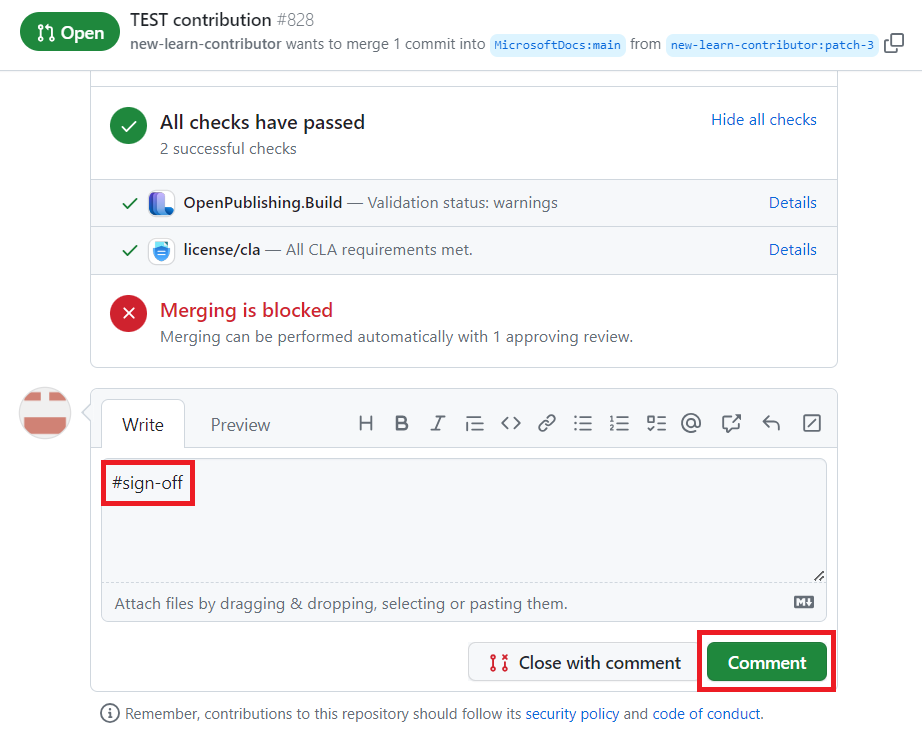 Open
TEST contribution #828
new-learn-contributor wants to merge 1 commit into MicrosoftDocs:main from new-learn-contributor:patch-3
All checks have passed
Hide all checks
2 successful checks
OpenPublishing.Build — Validation status: warnings
Details
license/cla — All CLA requirements met.
Details
Merging is blocked
Merging can be performed automatically with 1 approving review.
Write
Preview
#sign-off
Attach files by dragging & dropping, selecting or pasting them.
Close with comment
Comment
Remember, contributions to this repository should follow its security policy and code of conduct.